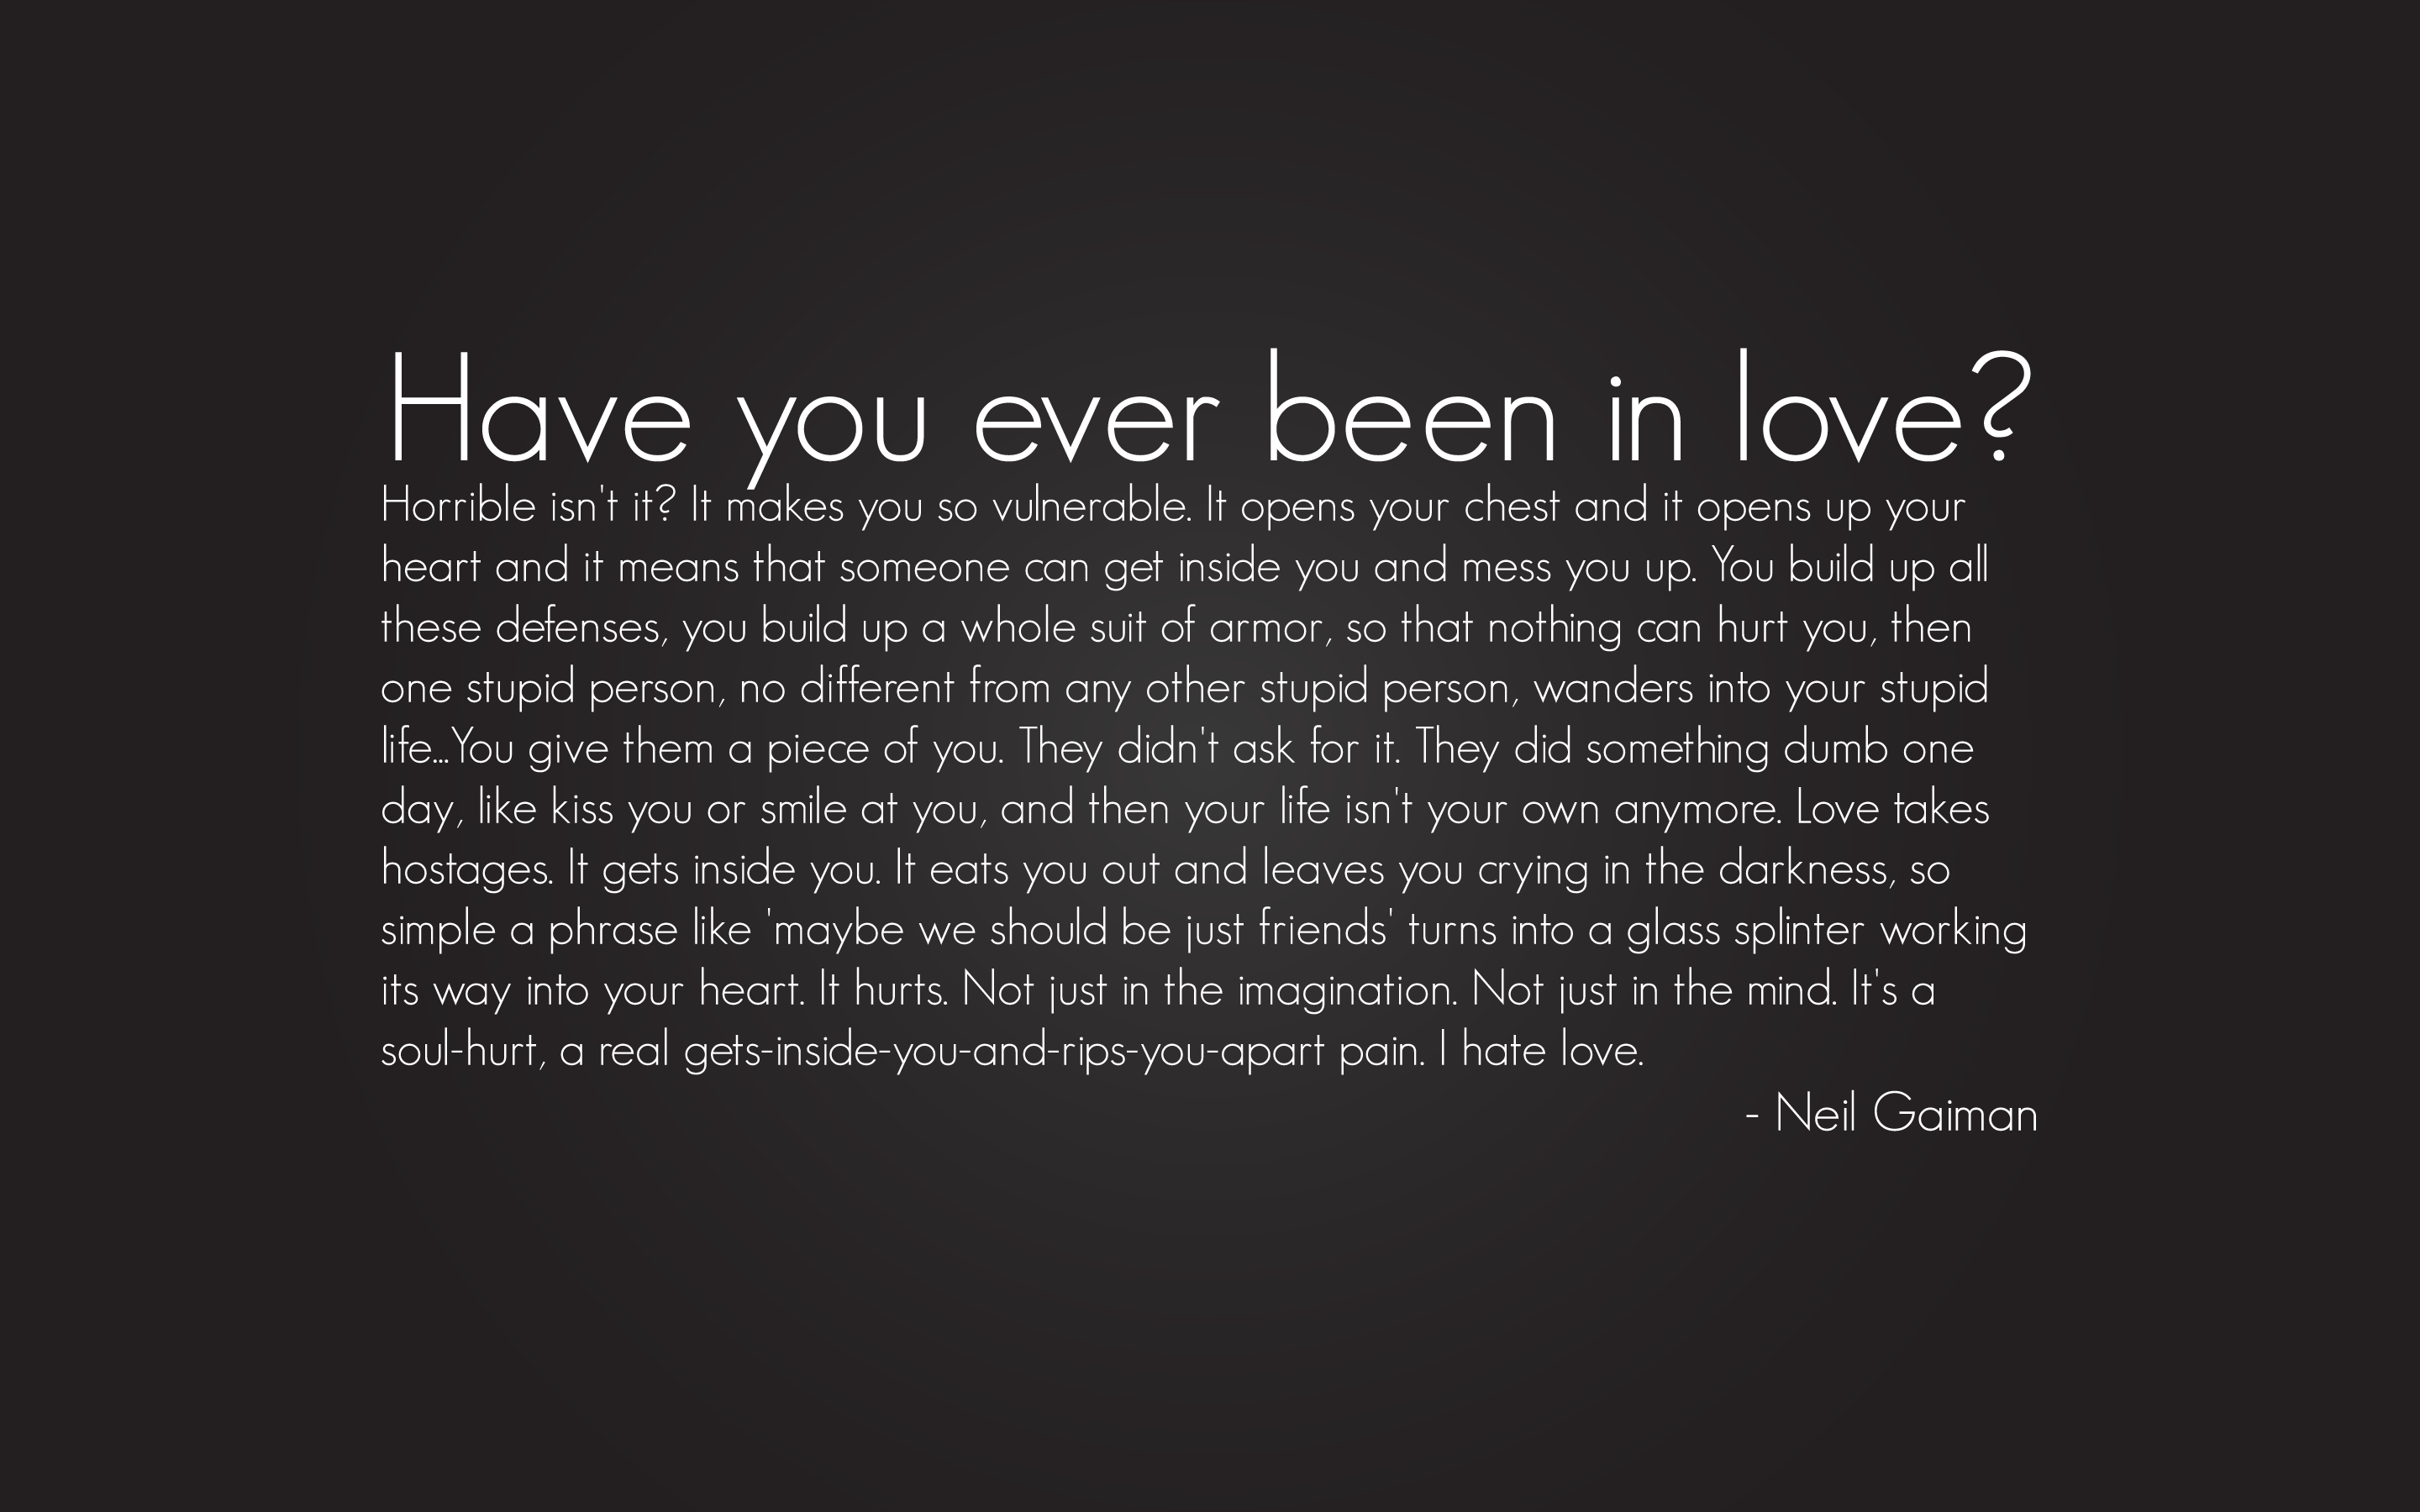 Have you ever been in love?
Horrible isn't it? It makes you so vulnerable. It opens your chest and it opens up your
heart and it means that someone can get inside you and mess you up. You build up all
these defenses, you build up a whole suit of armor, so that nothing can hurt you, then
one stupid person, no different from any other stupid person, wanders into your stupid
life...You give them a piece of you. They didn't ask for it. They did something dumb one
day, like kiss you or smile at you, and then your life isn't your own anymore. Love takes
hostages. It gets inside you. It eats you out and leaves you crying in the darkness, so
simple a phrase like 'maybe we should be just friends' turns into a glass splinter working
its way into your heart. It hurts. Not just in the imagination. Not just in the mind. It's a
soul-hurt, a real gets-inside-you-and-rips-you-apart pain. I hate love.
- Neil Gaiman